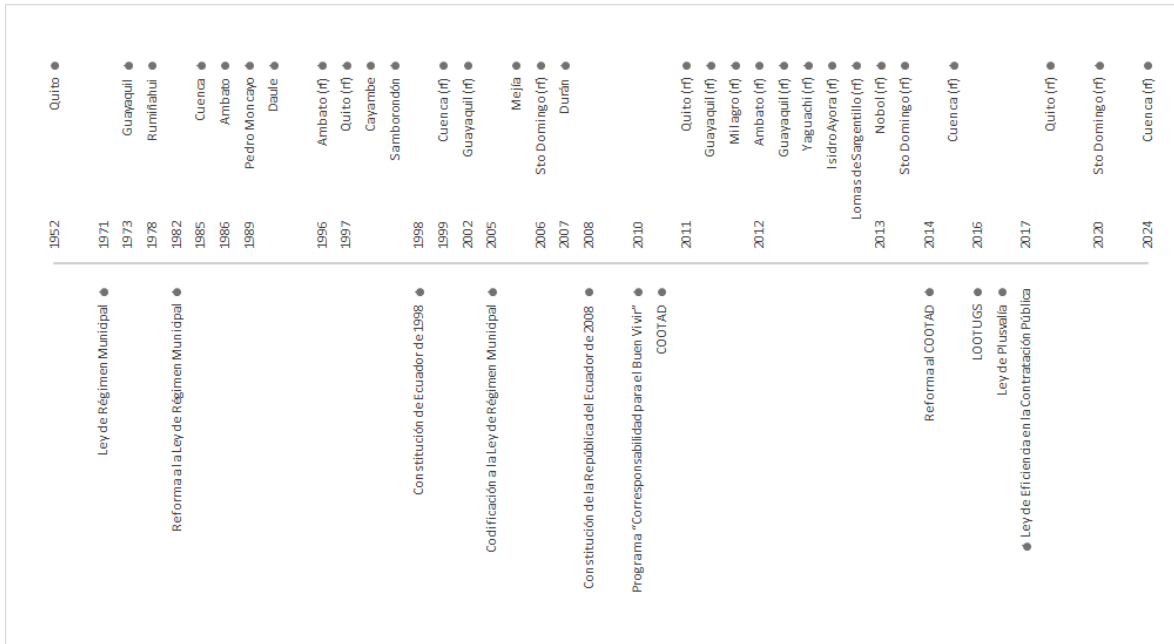 Quito
Guayaquil
Rumiñahui
Cuenca
Ambato
Pedro Moncayo
Daule
Ambato (rf)
Quito (rf)
Cayambe
Samborondón
Cuenca (rf)
Guayaquil (rf)
Mejía
Sto Domingo (rf)
Durán
Quito (rf)
Guayaquil (rf)
Milagro (rf)
Ambato (rf)
Guayaquil (rf)
Yaguachi (rf)
Isidro Ayora (rf)
Lomas de Sargentillo (rf)
Nobol (rf)
Sto Domingo (rf)
Cuenca (rf)
Quito (rf)
Sto Domingo (rf)
Cuenca (rf)
1952
1971
1973
1978
1982
1985
1986
1989
1996
1997
1998
1999
2002
2005
2006
2007
2008
2010
2011
2012
2013
2014
2016
2017
2020
2024
Ley de Régimen Municipal
Reforma a la Ley de Régimen Municipal
Constitución de Ecuador de 1998
Codificación a la Ley de Régimen Municipal
Constitución de la República del Ecuador de 2008
Programa “Corresponsabilidad para el Buen Vivir”
COOTAD
Reforma al COOTAD
LOOTUGS
Ley de Plusvalía
Ley de Eficiencia en la Contratación Pública